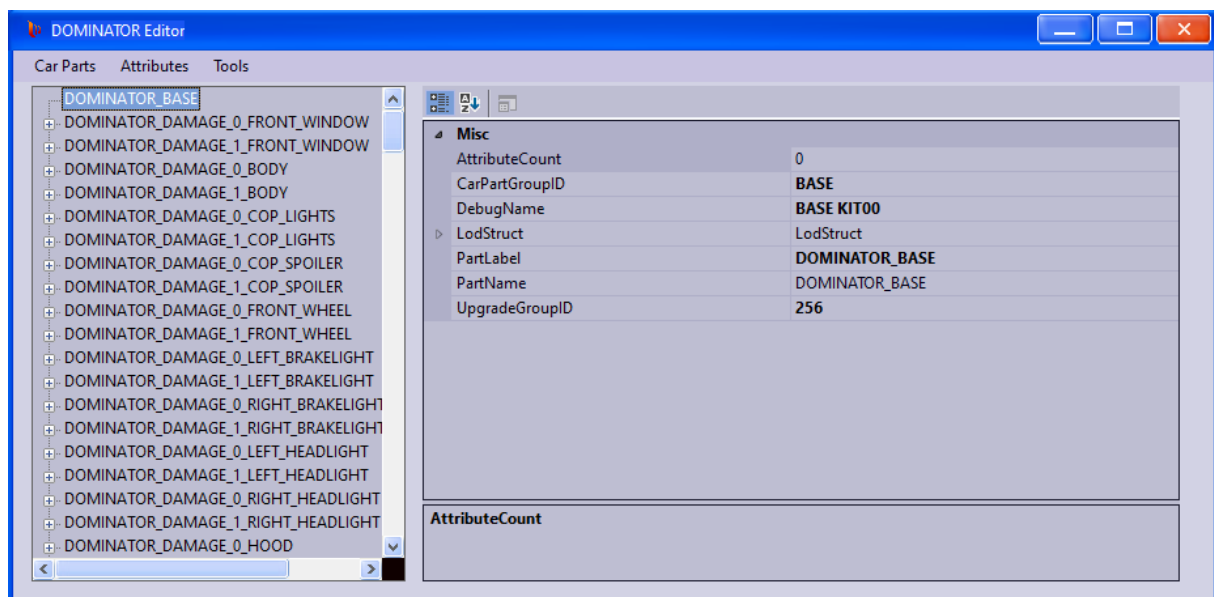 DOMINATOR Editor
Car Parts Attributes Tools
DOMINATOR_BASE
DOMINATOR_DAMAGE_0_FRONT_WINDOW
DOMINATOR_DAMAGE_1_FRONT_WINDOW
DOMINATOR_DAMAGE_0_BODY
DOMINATOR_DAMAGE_1_BODY
DOMINATOR_DAMAGE_0_COP_LIGHTS
DOMINATOR_DAMAGE_1_COP_LIGHTS
DOMINATOR_DAMAGE_0_COP_SPOILER
DOMINATOR_DAMAGE_1_COP_SPOILER
DOMINATOR_DAMAGE_0_FRONT_WHEEL
DOMINATOR_DAMAGE_1_FRONT_WHEEL
DOMINATOR_DAMAGE_0_LEFT_BRAKELIGHT
DOMINATOR_DAMAGE_1_LEFT_BRAKELIGHT
DOMINATOR_DAMAGE_0_RIGHT_BRAKELIGHT
DOMINATOR_DAMAGE_1_RIGHT_BRAKELIGHT
DOMINATOR_DAMAGE_0_LEFT_HEADLIGHT
DOMINATOR_DAMAGE_1_LEFT_HEADLIGHT
DOMINATOR_DAMAGE_0_RIGHT_HEADLIGHT
DOMINATOR_DAMAGE_1_RIGHT_HEADLIGHT
DOMINATOR_DAMAGE_0_HOOD
Misc
AttributeCount 0
CarPartGroupID BASE
DebugName BASE KIT00
LodStruct LodStruct
PartLabel DOMINATOR_BASE
PartName DOMINATOR_BASE
UpgradeGroupID 256
AttributeCount